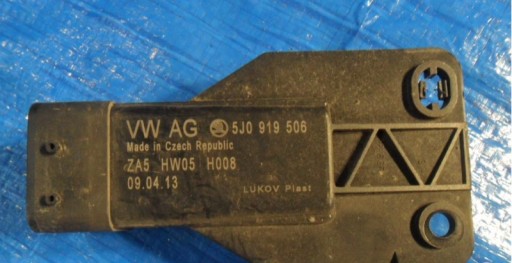 VW AG 5J0 919 506
Made in Czech Republic
ZA5 HW05 H008
09.04.13
LUKOV Plast